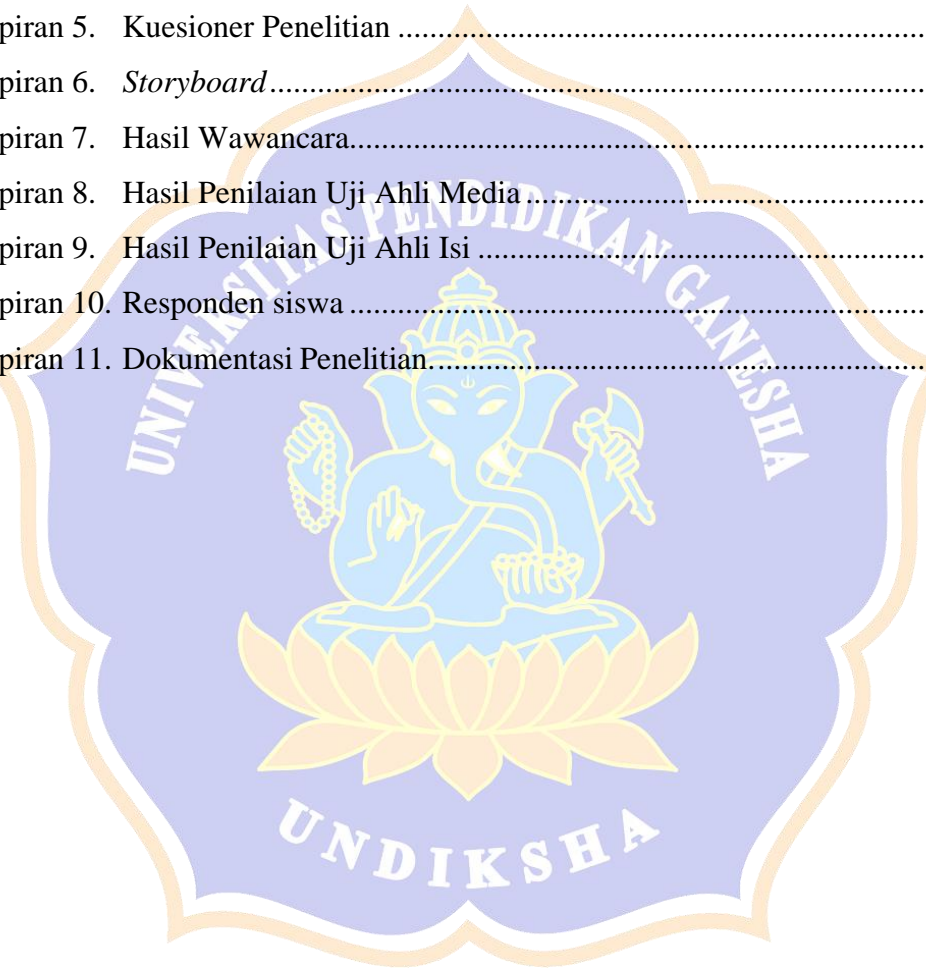 piran 5. Kuesioner Penelitian ........................................................................
piran 6. Storyboard ........................................................................
piran 7. Hasil Wawancara ........................................................................
piran 8. Hasil Penilaian Uji Ahli Media ........................................................................
piran 9. Hasil Penilaian Uji Ahli Isi ........................................................................
piran 10. Responden siswa ........................................................................
piran 11. Dokumentasi Penelitian ........................................................................
UNIVERSITAS PENDIDIKAN GANESHA
UNDIKSHA